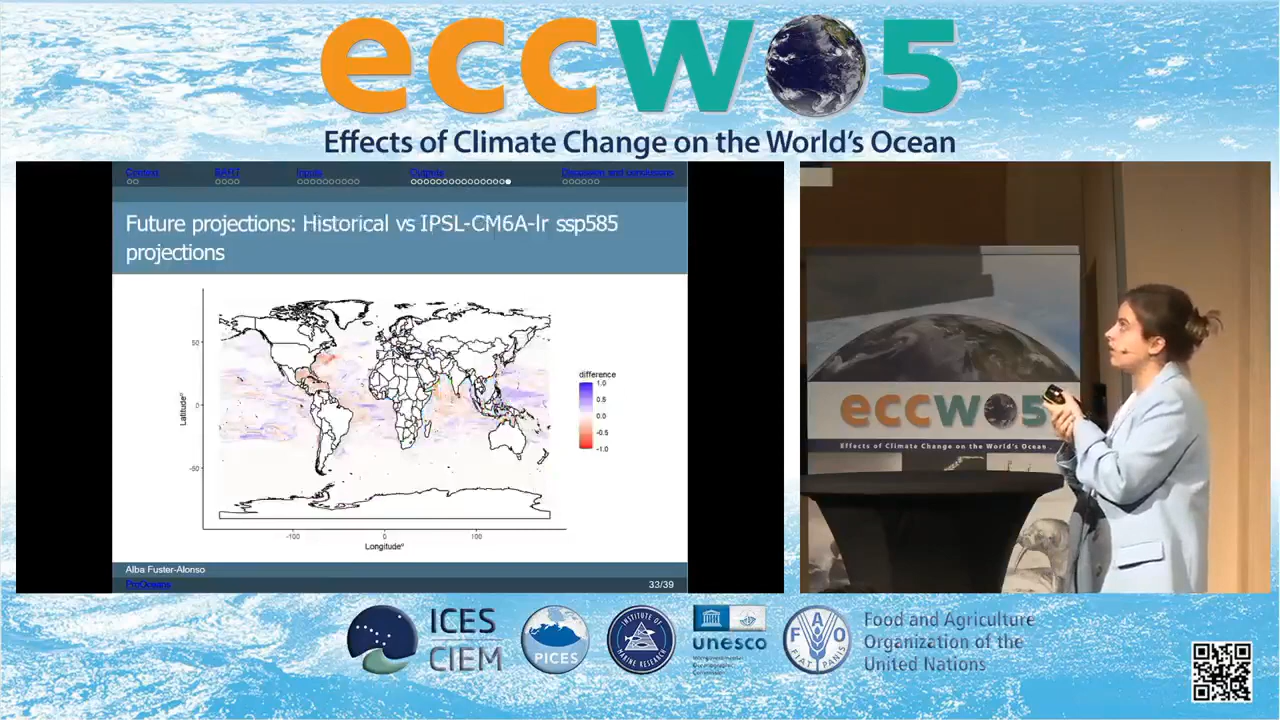 eccwo5
Effects of Climate Change on the World's Ocean
Context
Inputs
Outputs
Discussion and conclusions
Future projections: Historical vs IPSL-CM6A-lr ssp585
projections
50
0
-50
Latitude°
-100
0
100
Longitude°
difference
1.0
0.5
0.0
-0.5
-1.0
Alba Fuster-Alonso
ProOceans
33/39
eccwo5
Effects of Climate Change on the World's Ocean
ICES
CIEM
PICES
INSTITUTE OF
MARINE RESEARCH
unesco
Intergovernmental
Oceanographic
Commission
FAO
FIAT PANIS
Food and Agriculture
Organization of the
United Nations